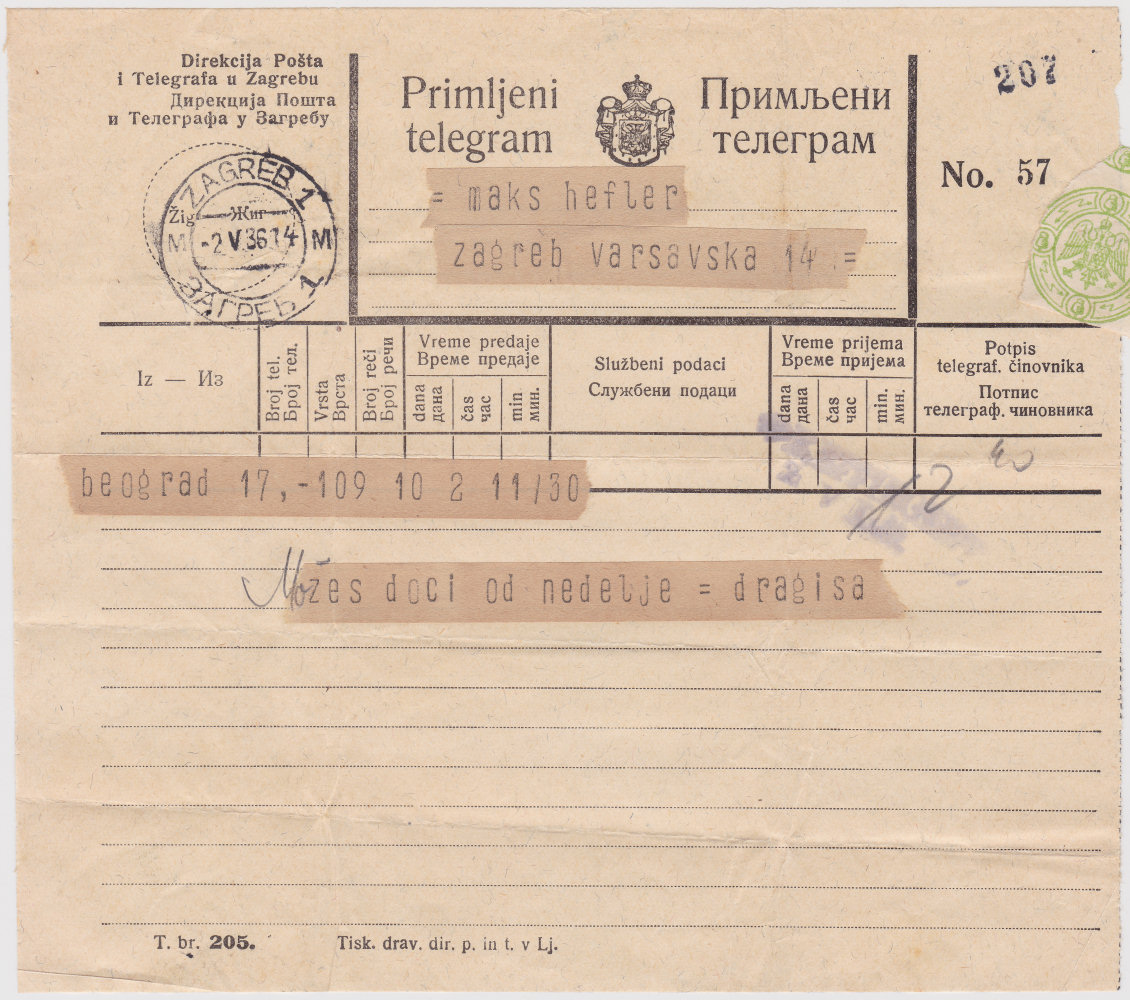 Direkcija Pošta
i Telegrafa u Zagrebu
Дирекција Пошта
и Телеграфа у Загребу
Primljeni
telegram
Примљени
телеграм
207
No. 57
ZAGREB 1
Žig Жиг
M -2.V.36.14 M
ЗАГРЕБ 1
= maks hefler
zagreb varsavska 14 =
Iz — Из
Broj tel.
Број тел.
Vrsta
Врста
Broj reči
Број речи
Vreme predaje
Време предаје
dana
дана
čas
час
min
мин.
Službeni podaci
Службени подаци
Vreme prijema
Време пријема
dana
дана
čas
час
min.
мин.
Potpis
telegraf. činovnika
Потпис
телеграф. чиновника
beograd 17,-109 10 2 11/30
Možes doci od nedelje = dragisa
T. br. 205.
Tisk. drav. dir. p. in t. v Lj.